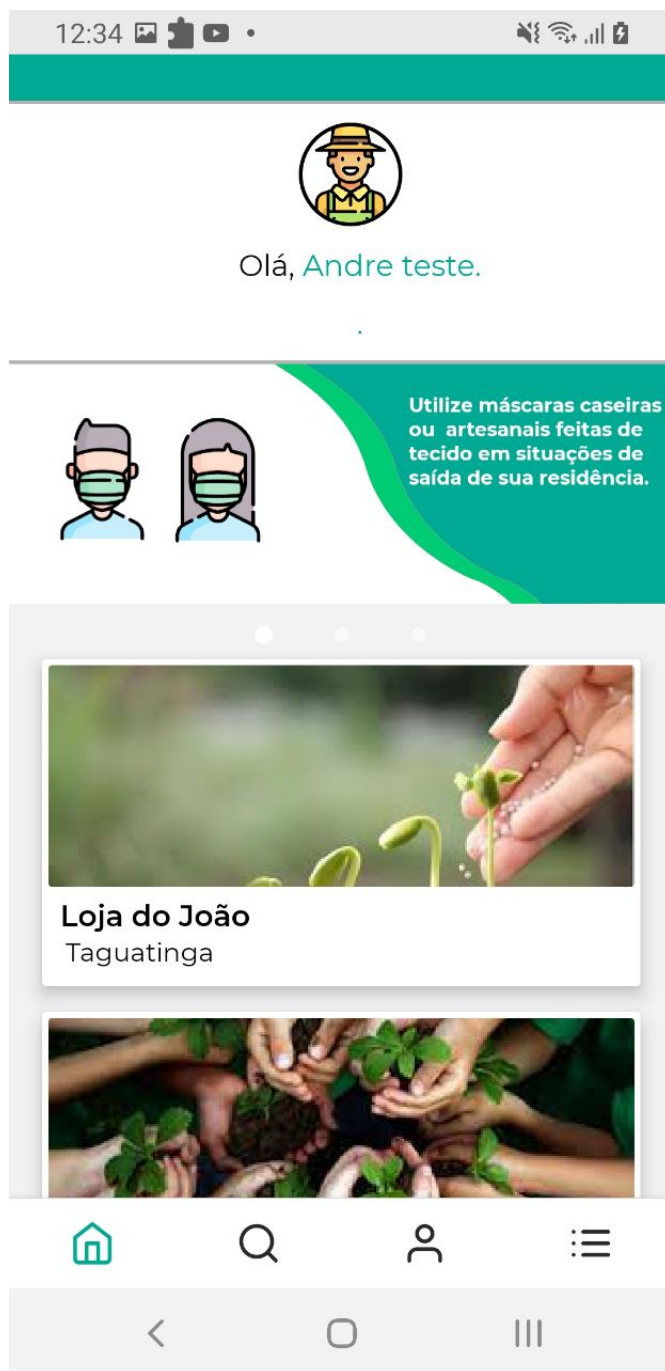 12:34
Olá, Andre teste.
.
Utilize máscaras caseiras
ou artesanais feitas de
tecido em situações de
saída de sua residência.
Loja do João
Taguatinga